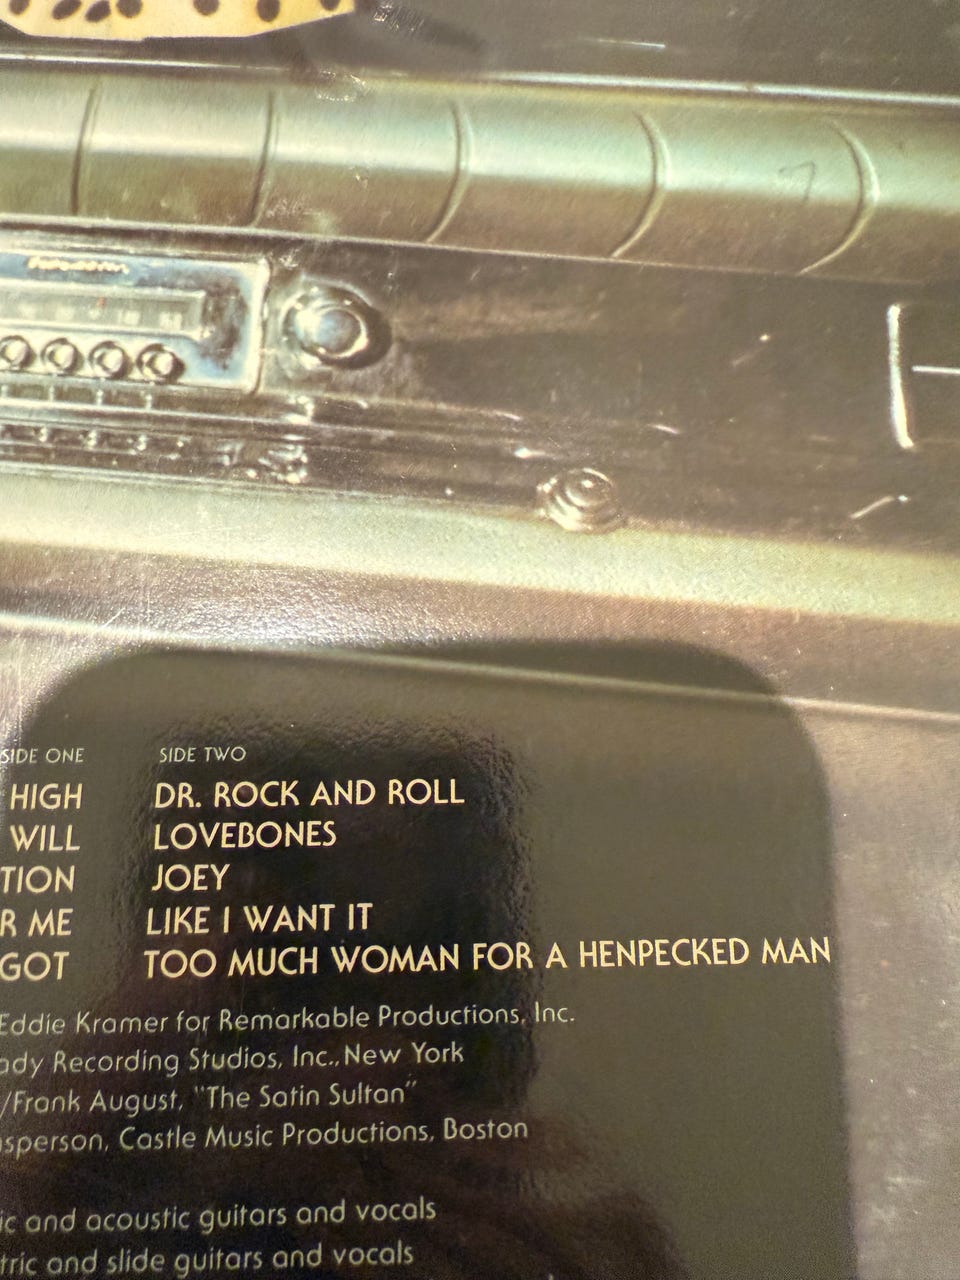 SIDE ONE
HIGH
WILL
TION
R ME
GOT
SIDE TWO
DR. ROCK AND ROLL
LOVEBONES
JOEY
LIKE I WANT IT
TOO MUCH WOMAN FOR A HENPECKED MAN
Eddie Kramer for Remarkable Productions, Inc.
ady Recording Studios, Inc., New York
/Frank August, "The Satin Sultan"
sperson, Castle Music Productions, Boston
ic and acoustic guitars and vocals
tric and slide guitars and vocals